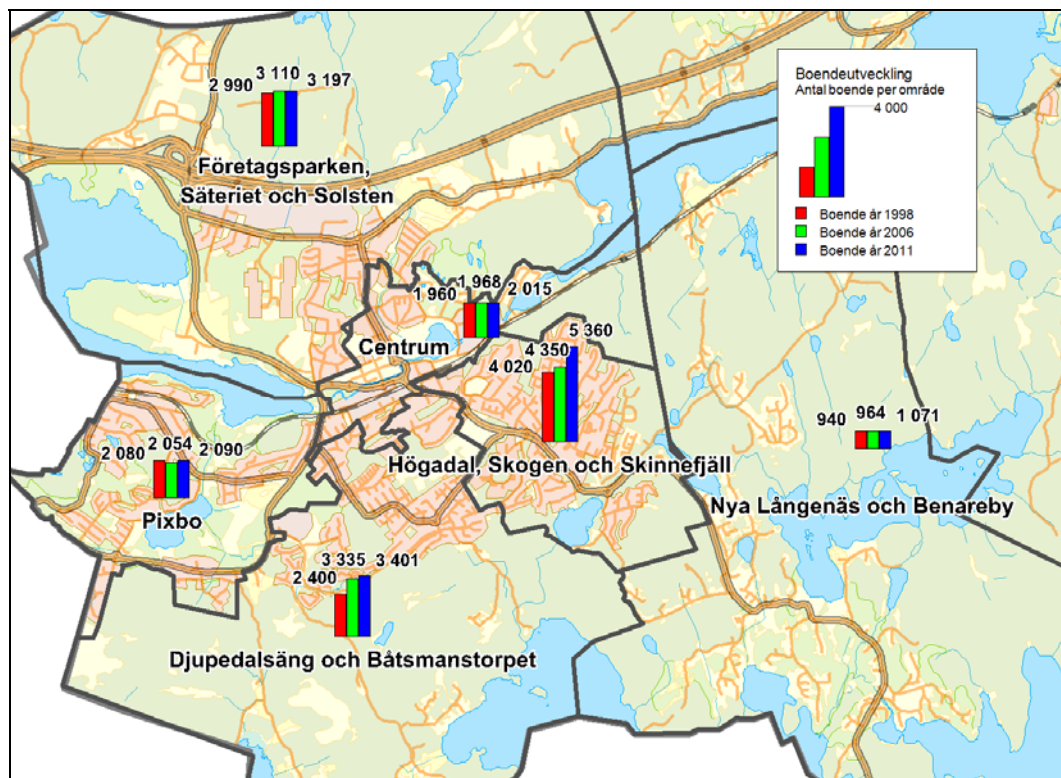 2 990 3 110 3 197
Företagsparken,
Säteriet och Solsten
Boendeutveckling
Antal boende per område
4 000
Boende år 1998
Boende år 2006
Boende år 2011
1 960 1 968 2 015
Centrum
4 020 4 350 5 360
Högadal, Skogen och Skinnefjäll
940 964 1 071
Nya Långenäs och Benareby
2 080 2 054 2 090
Pixbo
2 400 3 335 3 401
Djupedalsäng och Båtsmanstorpet